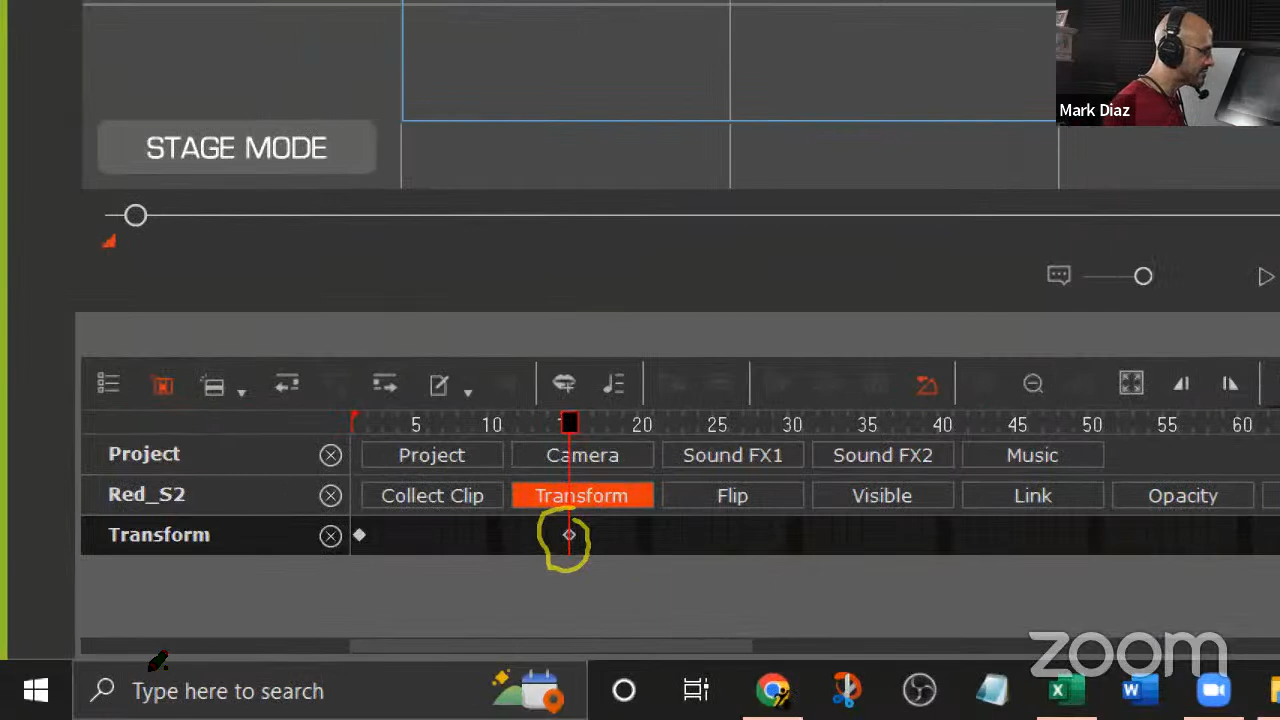 Mark Diaz
STAGE MODE
5 10 20 25 30 35 40 45 50 55 60
Project Project Camera Sound FX1 Sound FX2 Music
Red_S2 Collect Clip Transform Flip Visible Link Opacity
Transform
zoom
Type here to search